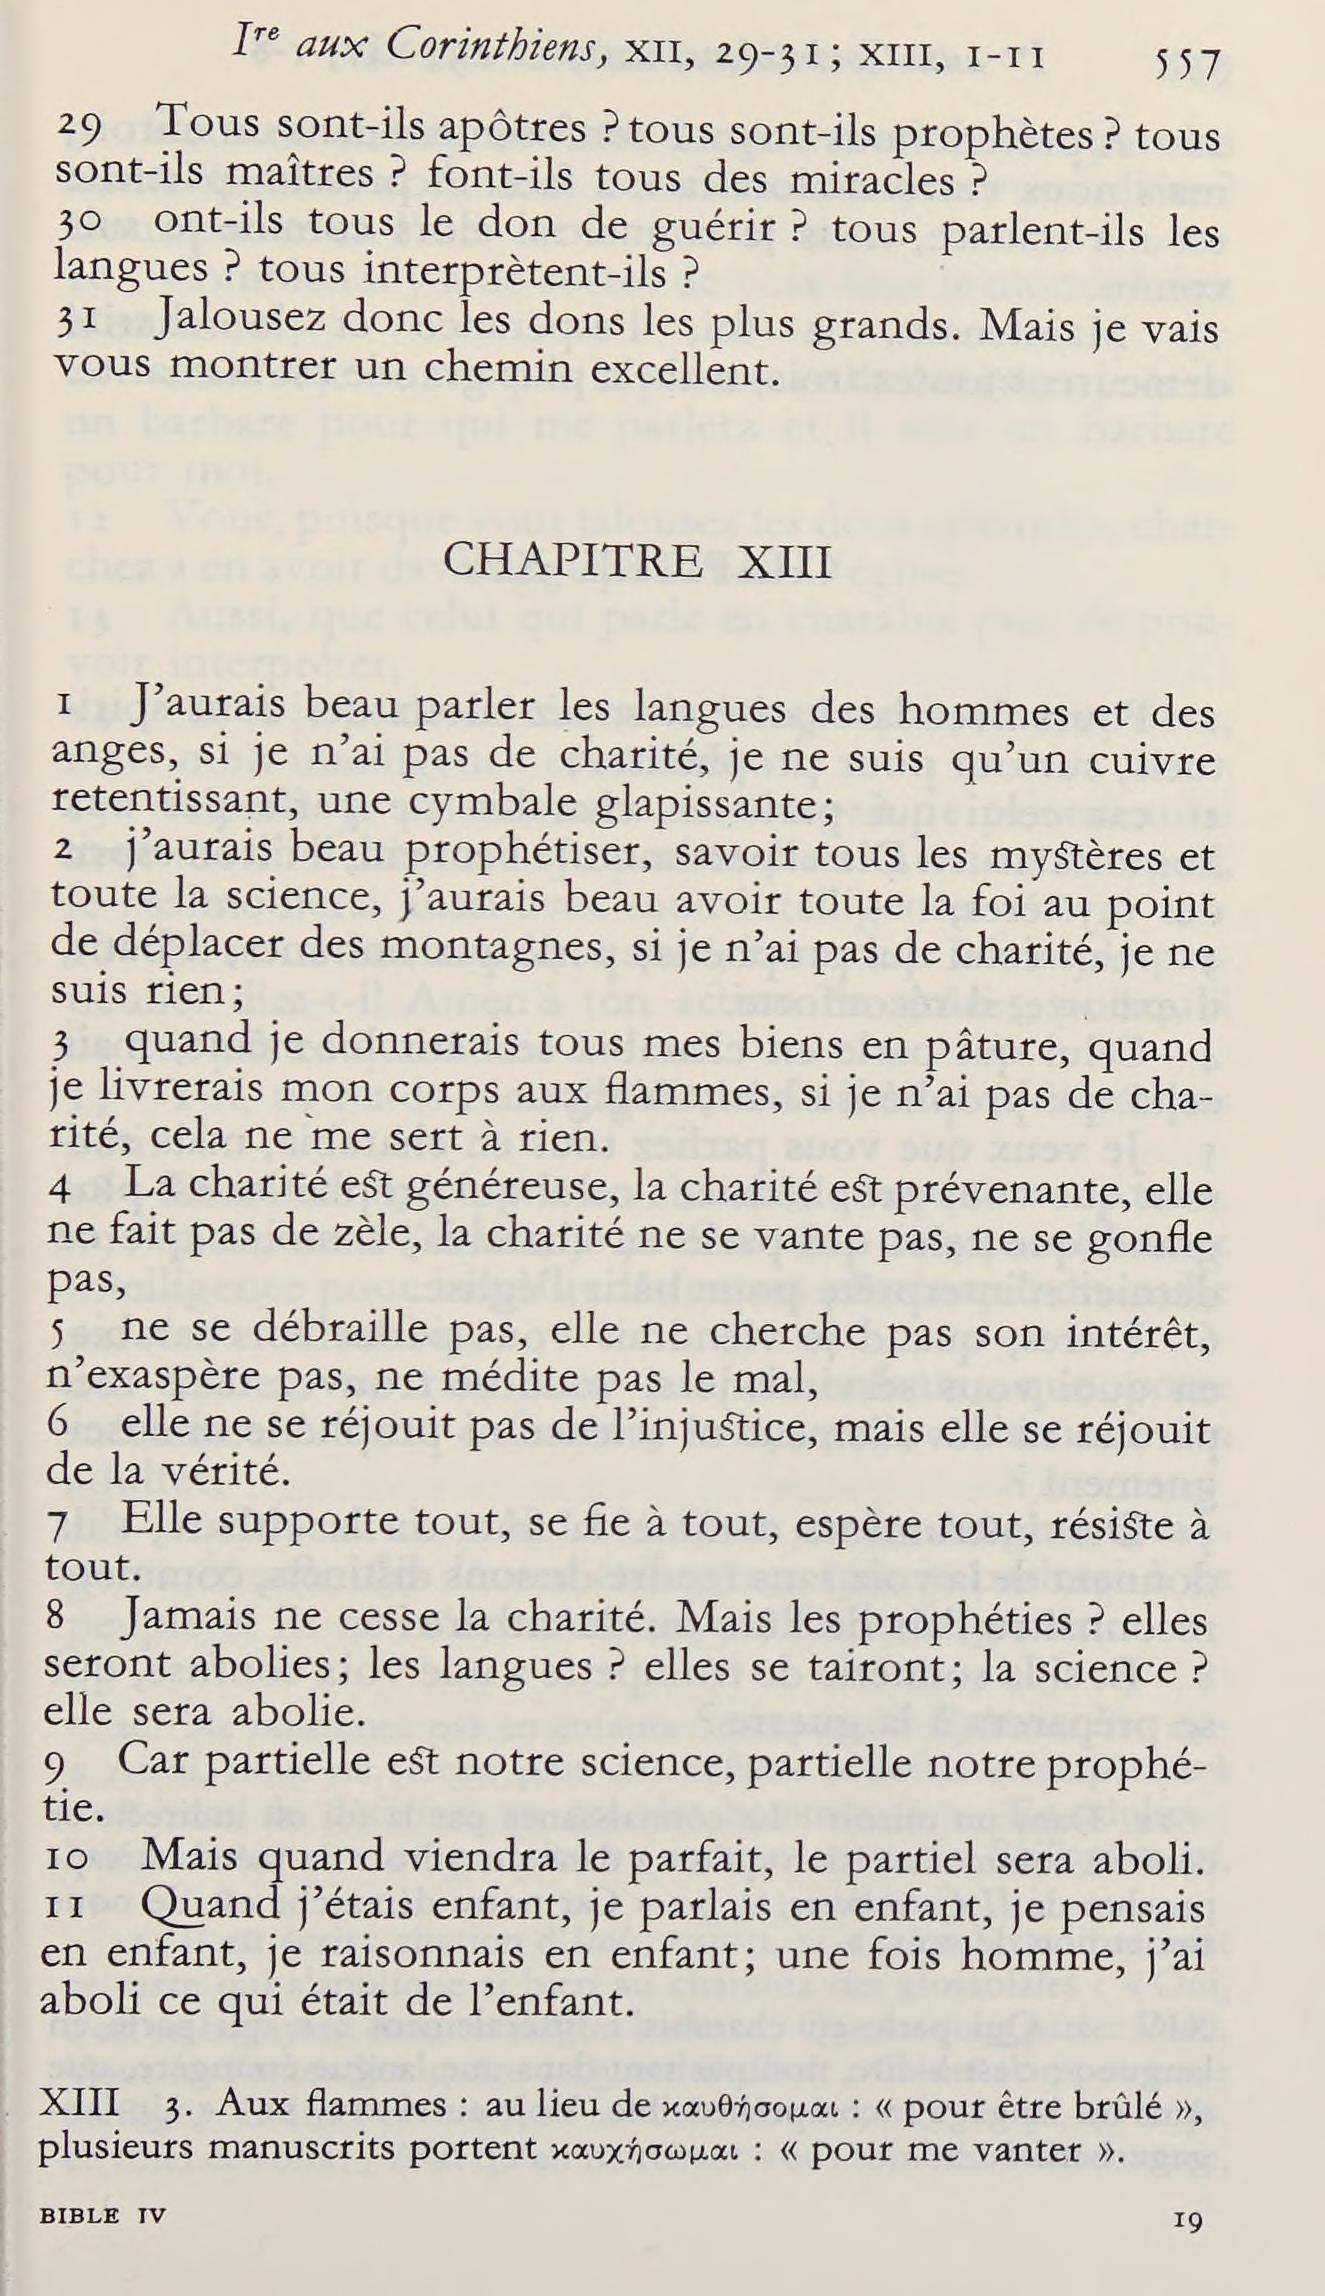 Ire aux Corinthiens, XII, 29-31; XIII, 1-11 557
29 Tous sont-ils apôtres ? tous sont-ils prophètes ? tous
sont-ils maîtres ? font-ils tous des miracles ?
30 ont-ils tous le don de guérir ? tous parlent-ils les
langues ? tous interprètent-ils ?
31 Jalousez donc les dons les plus grands. Mais je vais
vous montrer un chemin excellent.
CHAPITRE XIII
1 J’aurais beau parler les langues des hommes et des
anges, si je n’ai pas de charité, je ne suis qu’un cuivre
retentissant, une cymbale glapissante;
2 j’aurais beau prophétiser, savoir tous les mystères et
toute la science, j’aurais beau avoir toute la foi au point
de déplacer des montagnes, si je n’ai pas de charité, je ne
suis rien;
3 quand je donnerais tous mes biens en pâture, quand
je livrerais mon corps aux flammes, si je n’ai pas de cha-
rité, cela ne me sert à rien.
4 La charité est généreuse, la charité est prévenante, elle
ne fait pas de zèle, la charité ne se vante pas, ne se gonfle
pas,
5 ne se débraille pas, elle ne cherche pas son intérêt,
n’exaspère pas, ne médite pas le mal,
6 elle ne se réjouit pas de l’injustice, mais elle se réjouit
de la vérité.
7 Elle supporte tout, se fie à tout, espère tout, résiste à
tout.
8 Jamais ne cesse la charité. Mais les prophéties ? elles
seront abolies; les langues ? elles se tairont; la science ?
elle sera abolie.
9 Car partielle est notre science, partielle notre prophé-
tie.
10 Mais quand viendra le parfait, le partiel sera aboli.
11 Quand j’étais enfant, je parlais en enfant, je pensais
en enfant, je raisonnais en enfant; une fois homme, j’ai
aboli ce qui était de l’enfant.
XIII 3. Aux flammes : au lieu de καυθήσομαι : « pour être brûlé »,
plusieurs manuscrits portent καυχήσωμαι : « pour me vanter ».
BIBLE IV 19